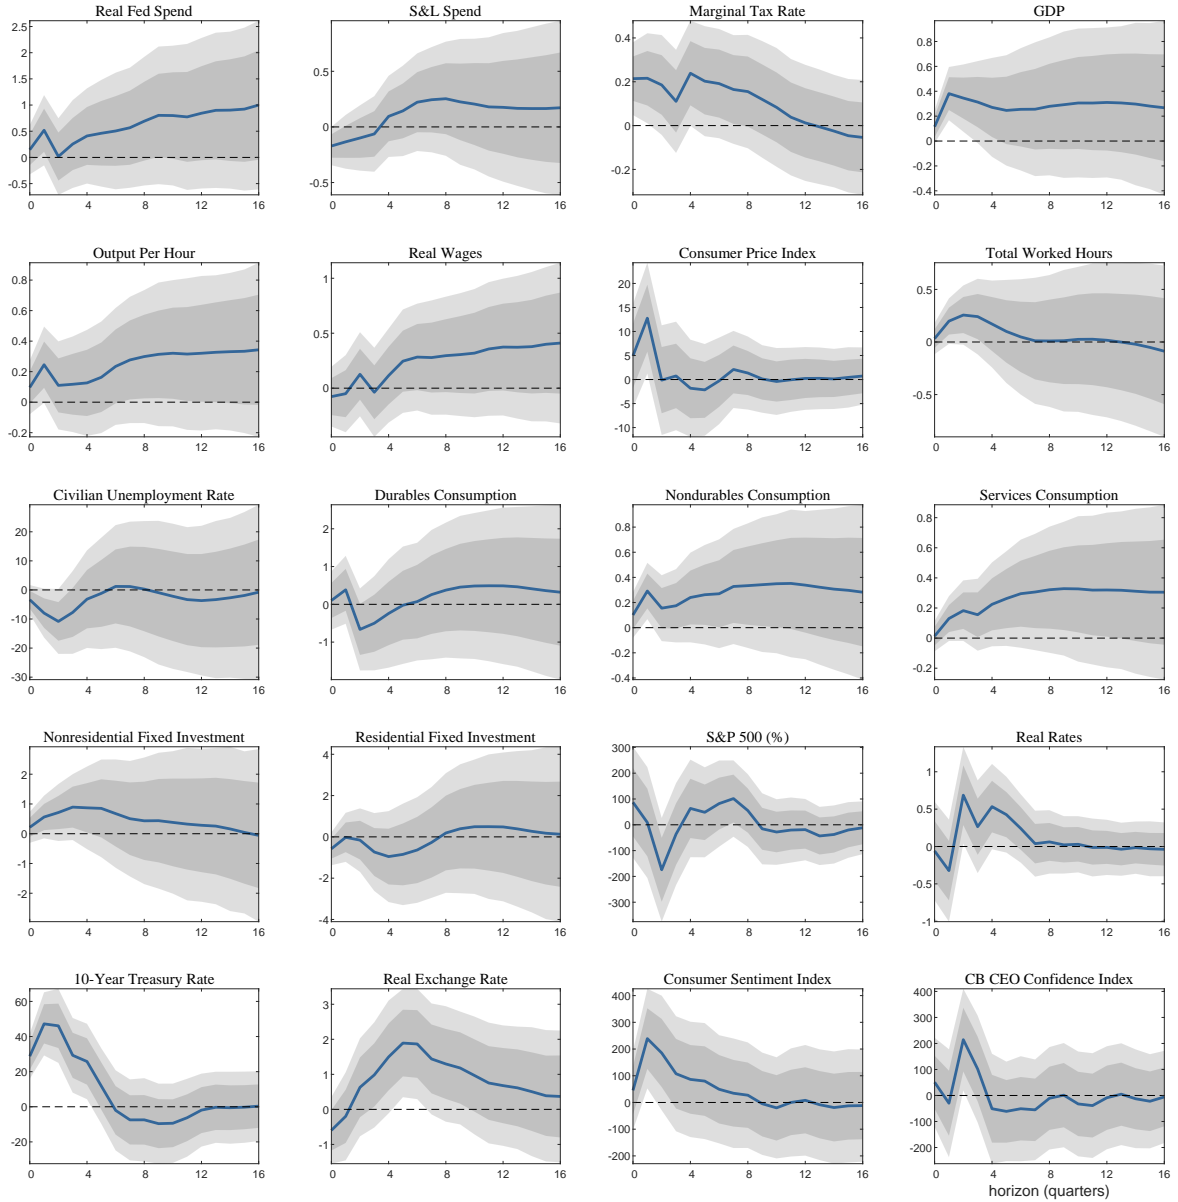 Real Fed Spend
2.5
2
1.5
1
0.5
0
-0.5
0 4 8 12 16
S&L Spend
0.5
0
-0.5
0 4 8 12 16
Marginal Tax Rate
0.4
0.2
0
-0.2
0 4 8 12 16
GDP
0.8
0.6
0.4
0.2
0
-0.2
-0.4
0 4 8 12 16
Output Per Hour
0.8
0.6
0.4
0.2
0
-0.2
0 4 8 12 16
Real Wages
1
0.5
0
0 4 8 12 16
Consumer Price Index
20
15
10
5
0
-5
-10
0 4 8 12 16
Total Worked Hours
0.5
0
-0.5
0 4 8 12 16
Civilian Unemployment Rate
20
10
0
-10
-20
-30
0 4 8 12 16
Durables Consumption
2
1
0
-1
0 4 8 12 16
Nondurables Consumption
0.8
0.6
0.4
0.2
0
-0.2
-0.4
0 4 8 12 16
Services Consumption
0.8
0.6
0.4
0.2
0
-0.2
0 4 8 12 16
Nonresidential Fixed Investment
2
1
0
-1
-2
0 4 8 12 16
Residential Fixed Investment
4
2
0
-2
-4
0 4 8 12 16
S&P 500 (%)
300
200
100
0
-100
-200
-300
0 4 8 12 16
Real Rates
1
0.5
0
-0.5
-1
0 4 8 12 16
10-Year Treasury Rate
60
40
20
0
-20
0 4 8 12 16
Real Exchange Rate
3
2
1
0
-1
0 4 8 12 16
Consumer Sentiment Index
400
300
200
100
0
-100
-200
0 4 8 12 16
CB CEO Confidence Index
400
300
200
100
0
-100
-200
0 4 8 12 16
horizon (quarters)